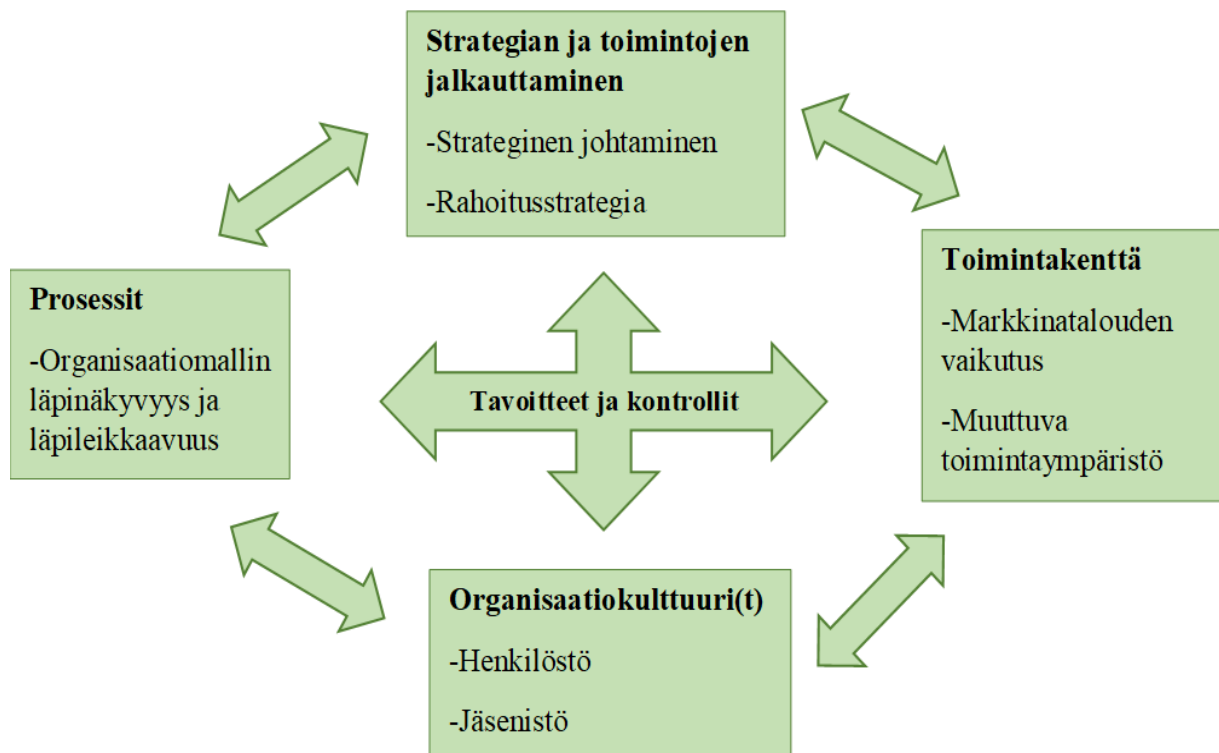 Strategian ja toimintojen
jalkauttaminen
-Strateginen johtaminen
-Rahoitusstrategia
Prosessit
-Organisaatiomallin
läpinäkyvyys ja
läpileikkaavuus
Tavoitteet ja kontrollit
Toimintakenttä
-Markkinatalouden
vaikutus
-Muuttuva
toimintaympäristö
Organisaatiokulttuuri(t)
-Henkilöstö
-Jäsenistö